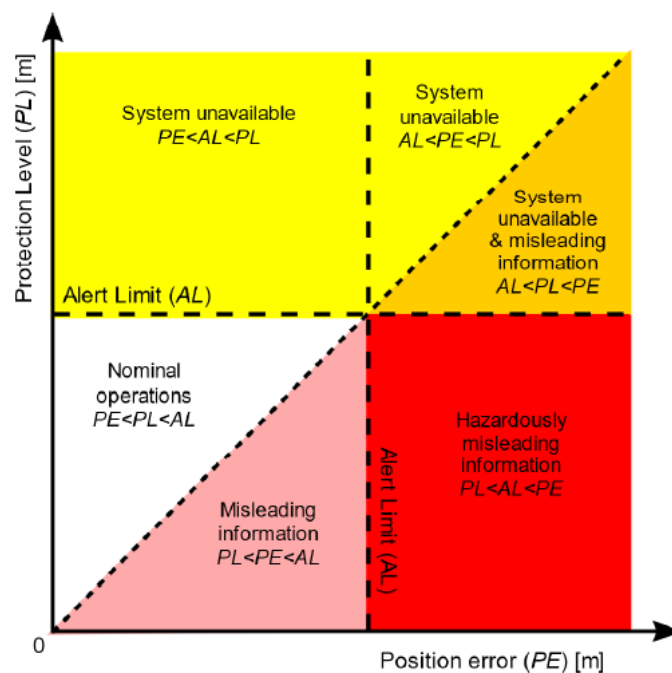 Protection Level (PL) [m]
System unavailable
PE<AL<PL
System
unavailable
AL<PE<PL
System
unavailable
& misleading
information
AL<PL<PE
Alert Limit (AL)
Nominal
operations
PE<PL<AL
Hazardously
misleading
information
PL<AL<PE
Misleading
information
PL<PE<AL
Alert Limit (AL)
0
Position error (PE) [m]